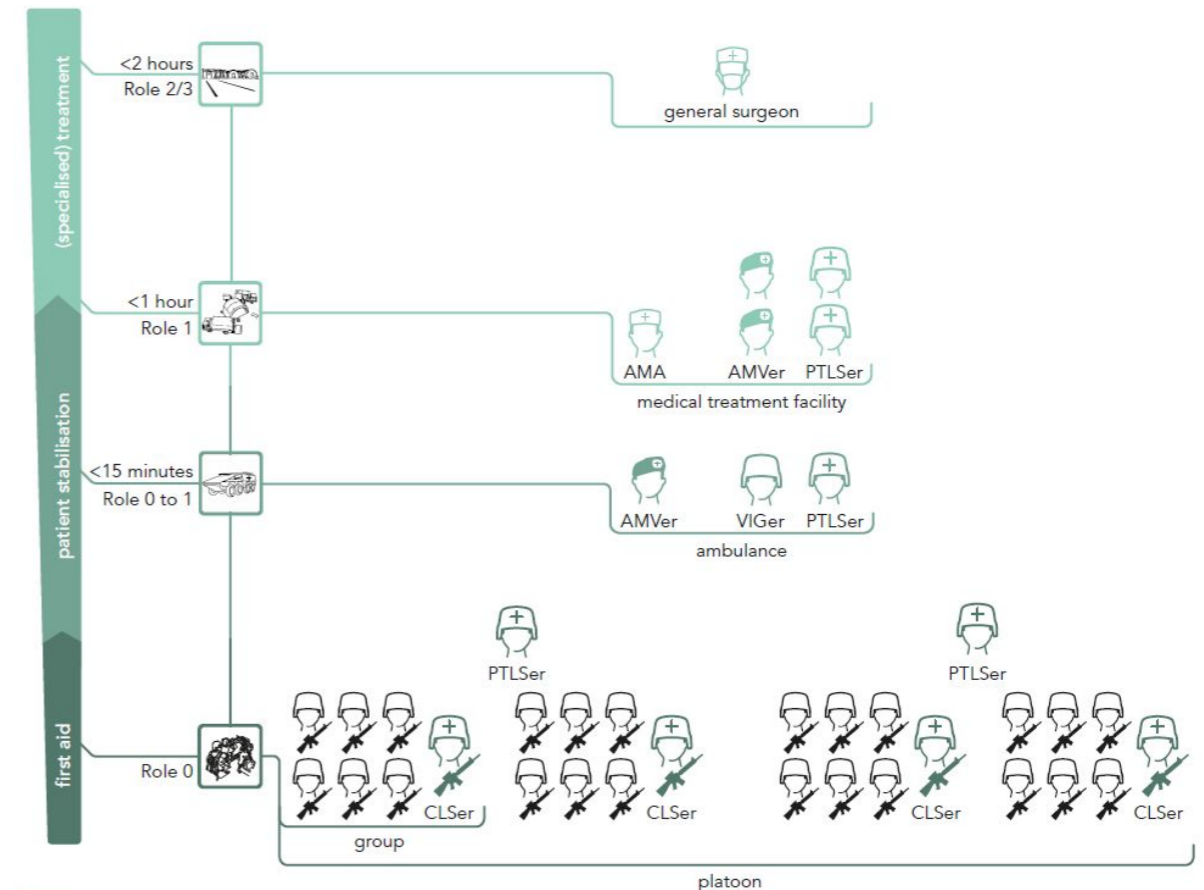 <2 hours
Role 2/3
general surgeon
(specialised) treatment
<1 hour
Role 1
AMA
AMVer
PTLSer
medical treatment facility
patient stabilisation
<15 minutes
Role 0 to 1
AMVer
VIGer
PTLSer
ambulance
PTLSer
PTLSer
first aid
Role 0
CLSer
CLSer
CLSer
CLSer
group
platoon